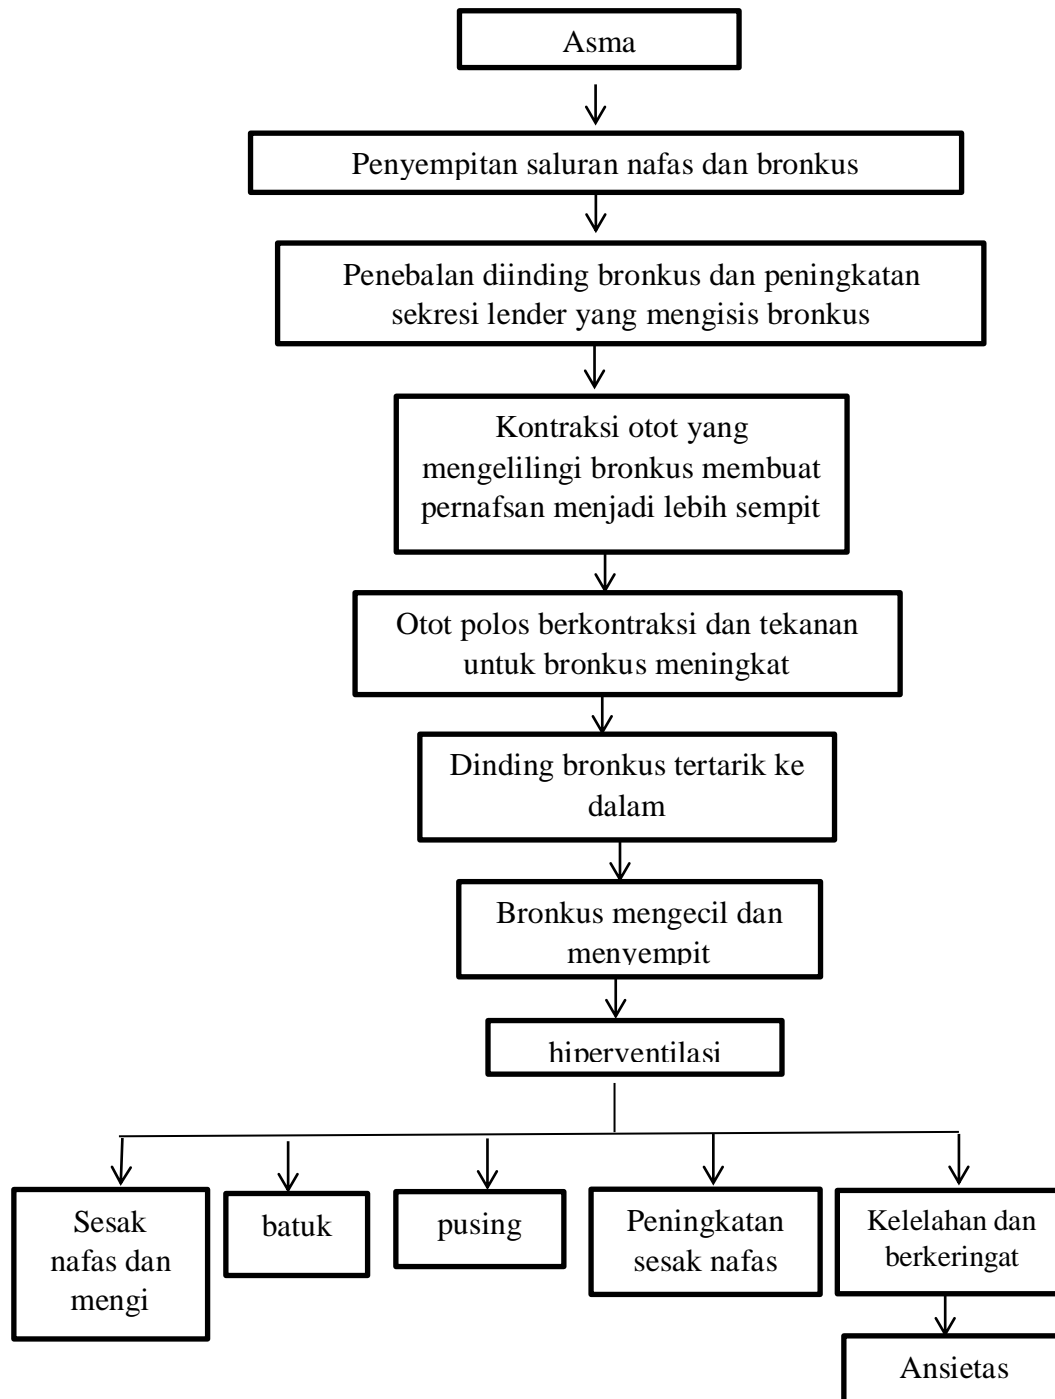 Asma
Penyempitan saluran nafas dan bronkus
Penebalan diinding bronkus dan peningkatan
sekresi lender yang mengisis bronkus
Kontraksi otot yang
mengelilingi bronkus membuat
pernafsan menjadi lebih sempit
Otot polos berkontraksi dan tekanan
untuk bronkus meningkat
Dinding bronkus tertarik ke
dalam
Bronkus mengecil dan
menyempit
hiperventilasi
Sesak
nafas dan
mengi
batuk
pusing
Peningkatan
sesak nafas
Kelelahan dan
berkeringat
Ansietas